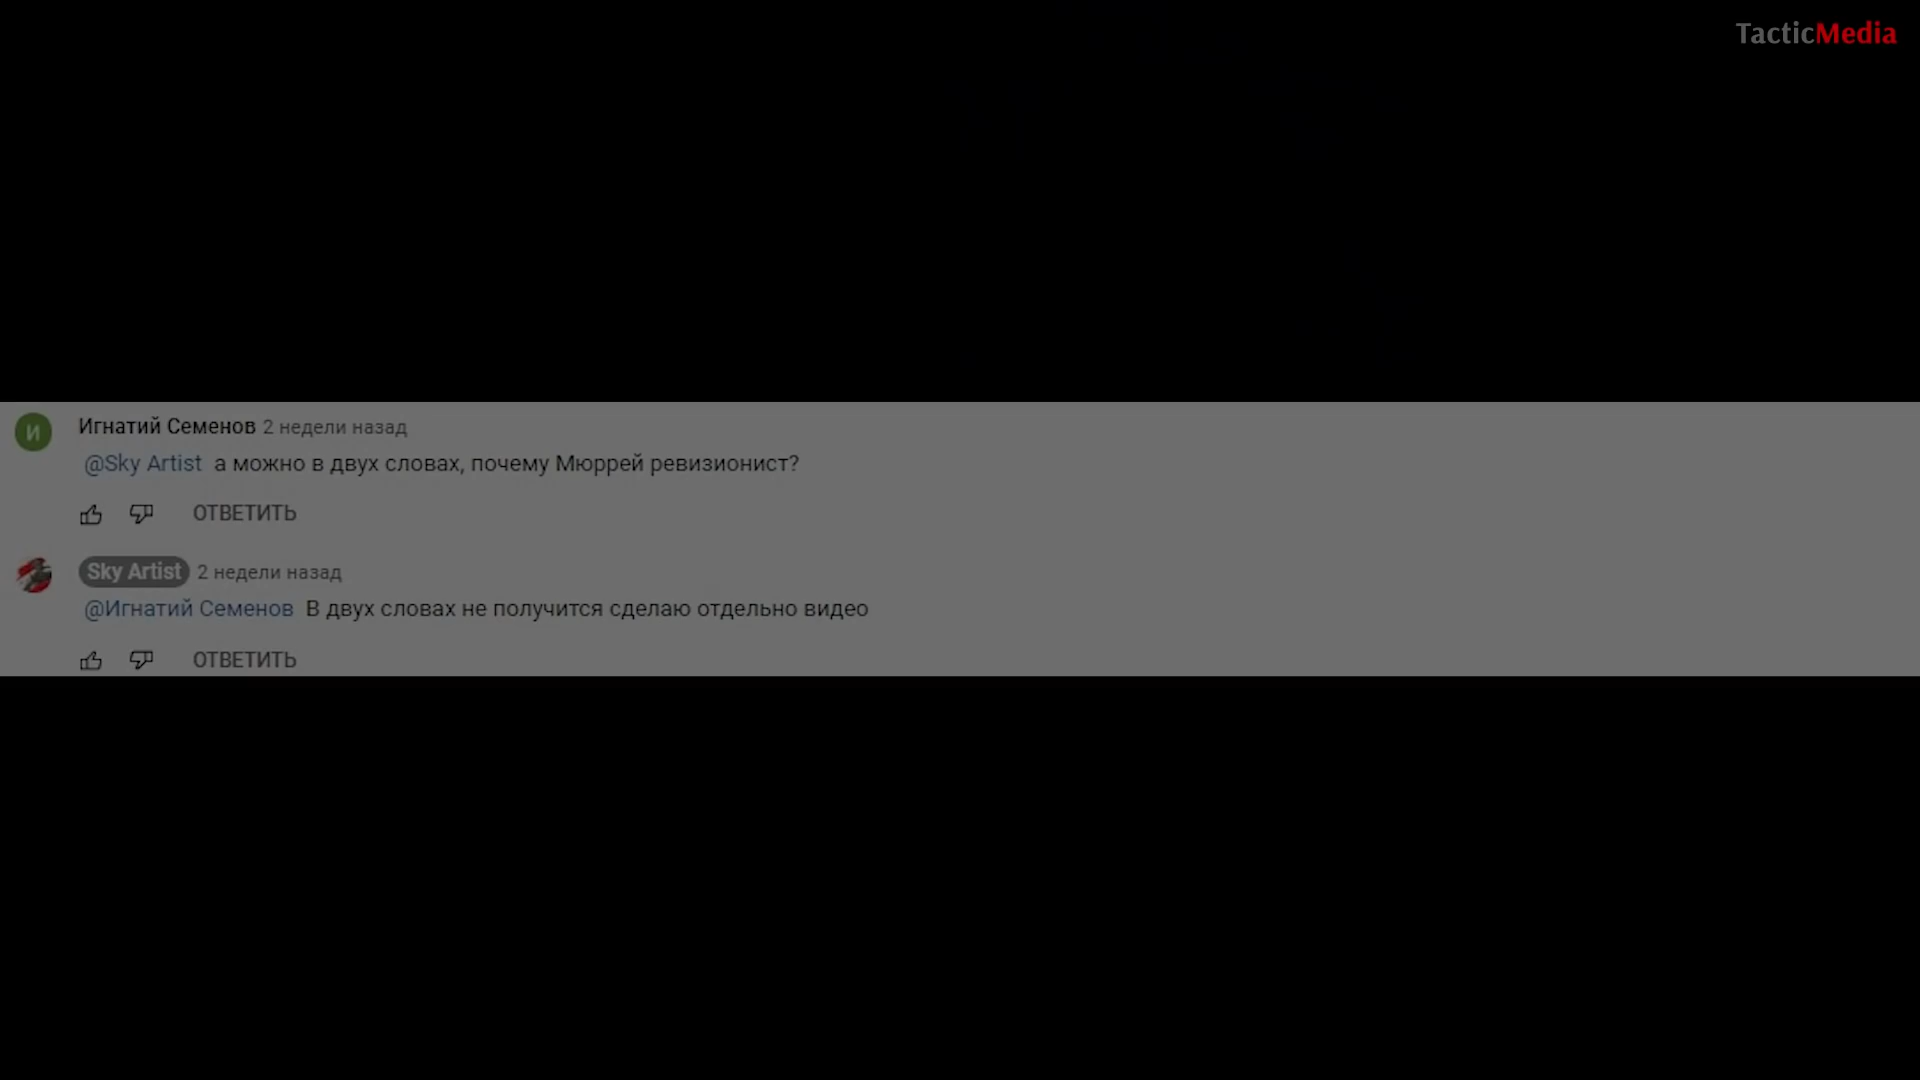 TacticMedia
И
Игнатий Семенов 2 недели назад
@Sky Artist а можно в двух словах, почему Мюррей ревизионист?
ОТВЕТИТЬ
Sky Artist 2 недели назад
@Игнатий Семенов В двух словах не получится сделаю отдельно видео
ОТВЕТИТЬ